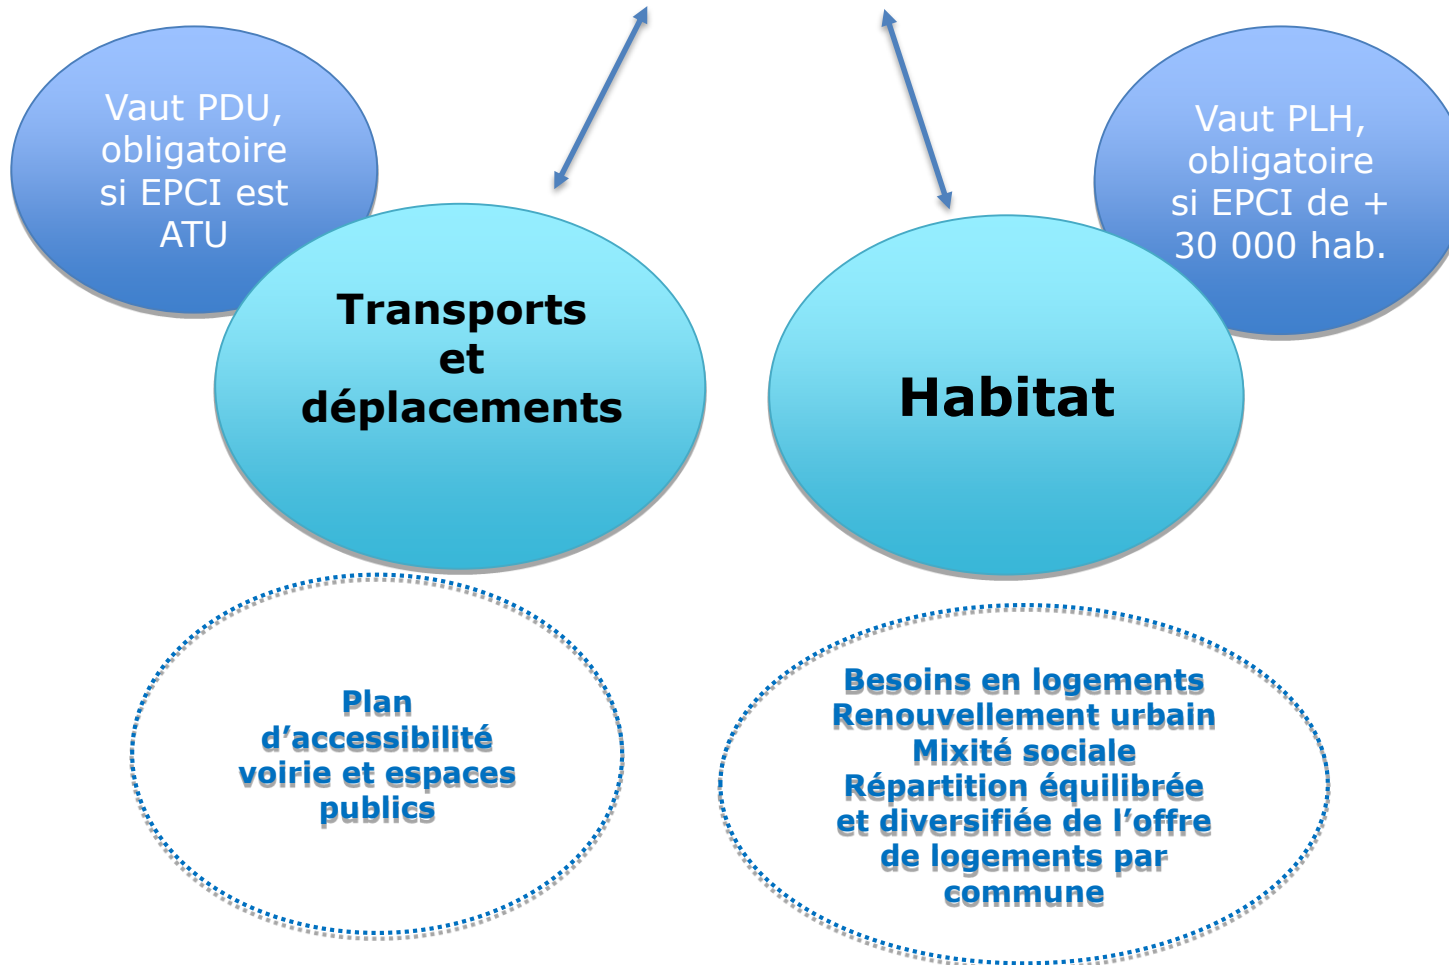 Vaut PDU,
obligatoire
si EPCI est
ATU
Vaut PLH,
obligatoire
si EPCI de +
30 000 hab.
Transports
et
déplacements
Habitat
Plan
d’accessibilité
voirie et espaces
publics
Besoins en logements
Renouvellement urbain
Mixité sociale
Répartition équilibrée
et diversifiée de l’offre
de logements par
commune